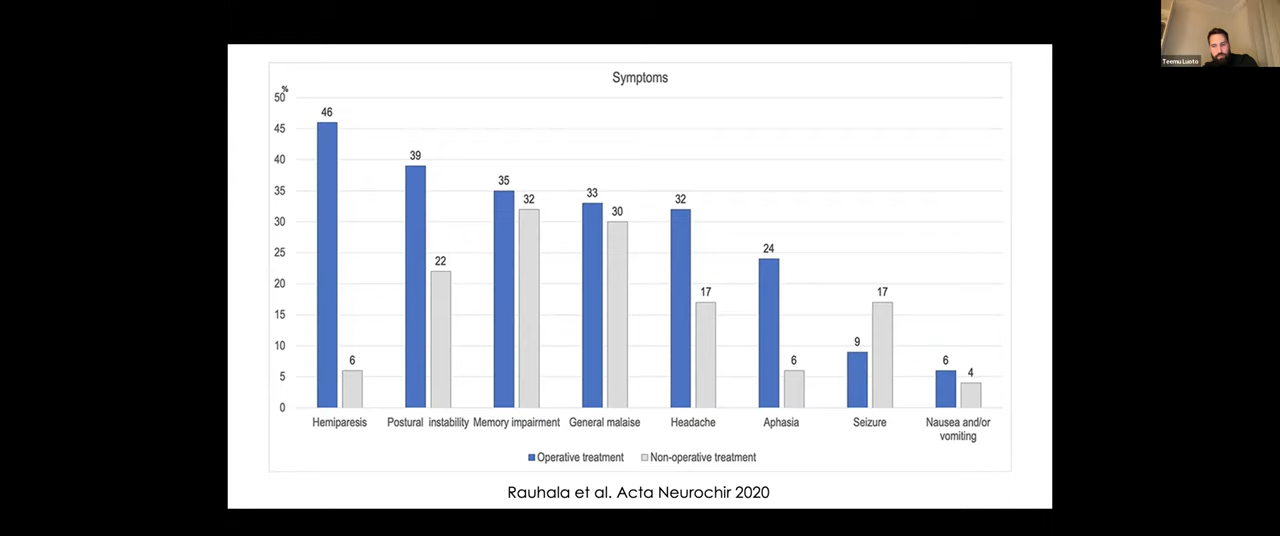 Teemu Luoto
Symptoms
%
50
45
40
35
30
25
20
15
10
5
0
46
6
39
22
35
32
33
30
32
17
24
6
9
17
6
4
Hemiparesis
Postural instability
Memory impairment
General malaise
Headache
Aphasia
Seizure
Nausea and/or
vomiting
Operative treatment
Non-operative treatment
Rauhala et al. Acta Neurochir 2020